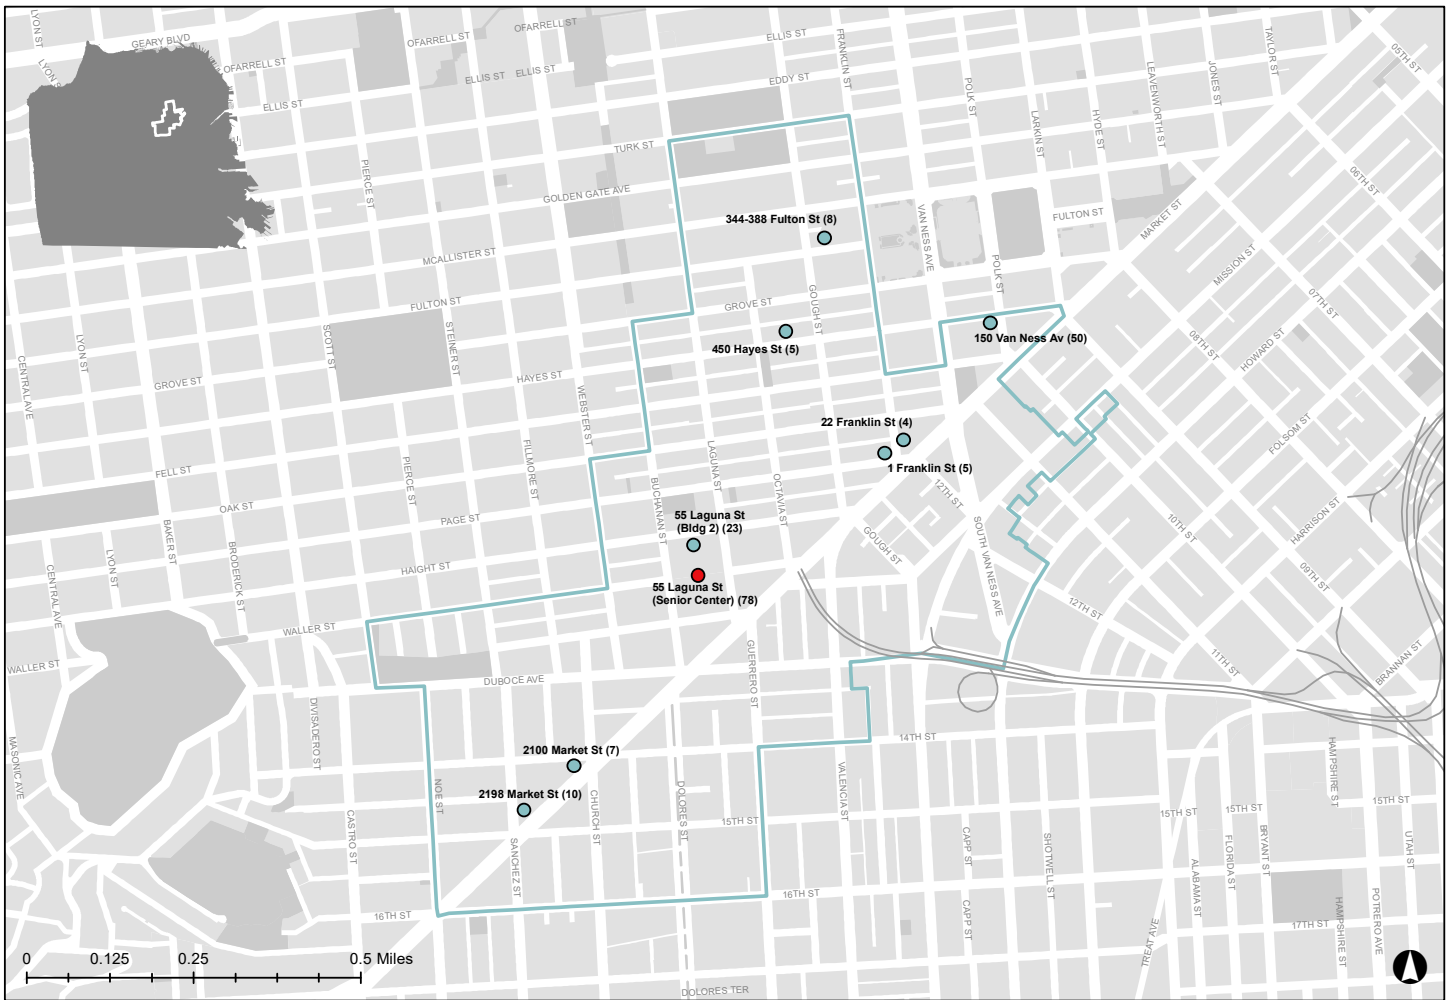 LYON ST
GEARY BLVD
OFARRELL ST
OFARRELL ST
OFARRELL ST
ELLIS ST
FRANKLIN ST
TAYLOR ST
05TH ST
LYON S
ELLIS ST
ELLIS ST
ELLIS ST
EDDY ST
POLK ST
LARKIN ST
HYDE ST
LEAVENWORTH ST
JONES ST
PIERCE ST
TURK ST
GOLDEN GATE AVE
06TH ST
344-388 Fulton St (8)
VAN NESS AVE
FULTON ST
MARKET ST
MCALLISTER ST
POLK ST
MISSION ST
FULTON ST
GROVE ST
GOUGH ST
07TH ST
LYON ST
SCOTT ST
STEINER ST
450 Hayes St (5)
150 Van Ness Av (50)
08TH ST
HOWARD ST
CENTRAL AVE
GROVE ST
HAYES ST
WEBSTER ST
22 Franklin St (4)
FOLSOM ST
FELL ST
PIERCE ST
FILLMORE ST
LAGUNA ST
1 Franklin St (5)
OAK ST
BUCHANAN ST
OCTAVIA ST
12TH ST
BAKER ST
PAGE ST
55 Laguna St
(Bldg 2) (23)
GOUGH ST
SOUTH VAN NESS AVE
10TH ST
HARRISON ST
LYON ST
BRODERICK ST
HAIGHT ST
CENTRAL AVE
55 Laguna St
(Senior Center) (78)
09TH ST
12TH ST
WALLER ST
WALLER ST
GUERRERO ST
11TH ST
BRANNAN ST
DUBOCE AVE
DIVISADERO ST
MASONIC AVE
14TH ST
HAMPSHIRE ST
2100 Market St (7)
NOE ST
2198 Market St (10)
CHURCH ST
DOLORES ST
VALENCIA ST
CASTRO ST
15TH ST
15TH ST
15TH ST
15TH ST
SANCHEZ ST
CAPP ST
SHOTWELL ST
ALABAMA ST
FLORIDA ST
BRYANT ST
UTAH ST
16TH ST
16TH ST
CAPP ST
TREAT AVE
17TH ST
HAMPSHIRE ST
POTRERO AVE
0 0.125 0.25 0.5 Miles
DOLORES TER